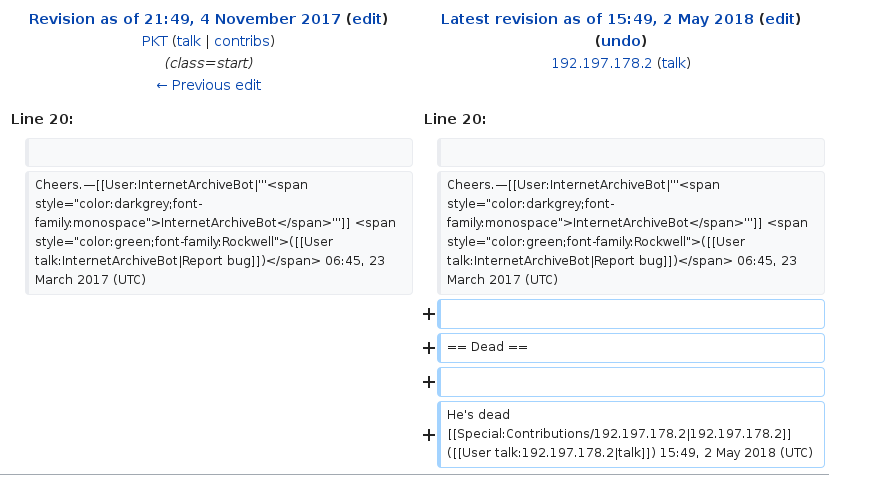 Revision as of 21:49, 4 November 2017 (edit)
PKT (talk | contribs)
(class=start)
← Previous edit
Latest revision as of 15:49, 2 May 2018 (edit)
(undo)
192.197.178.2 (talk)
Line 20:
Line 20:
Cheers.—[[User:InternetArchiveBot|'''<span
style="color:darkgrey;font-
family:monospace">InternetArchiveBot</span>''']] <span
style="color:green;font-family:Rockwell">([[User
talk:InternetArchiveBot|Report bug]])</span> 06:45, 23
March 2017 (UTC)
Cheers.—[[User:InternetArchiveBot|'''<span
style="color:darkgrey;font-
family:monospace">InternetArchiveBot</span>''']] <span
style="color:green;font-family:Rockwell">([[User
talk:InternetArchiveBot|Report bug]])</span> 06:45, 23
March 2017 (UTC)
+
+ == Dead ==
+
+ He's dead
[[Special:Contributions/192.197.178.2|192.197.178.2]]
([[User talk:192.197.178.2|talk]]) 15:49, 2 May 2018 (UTC)